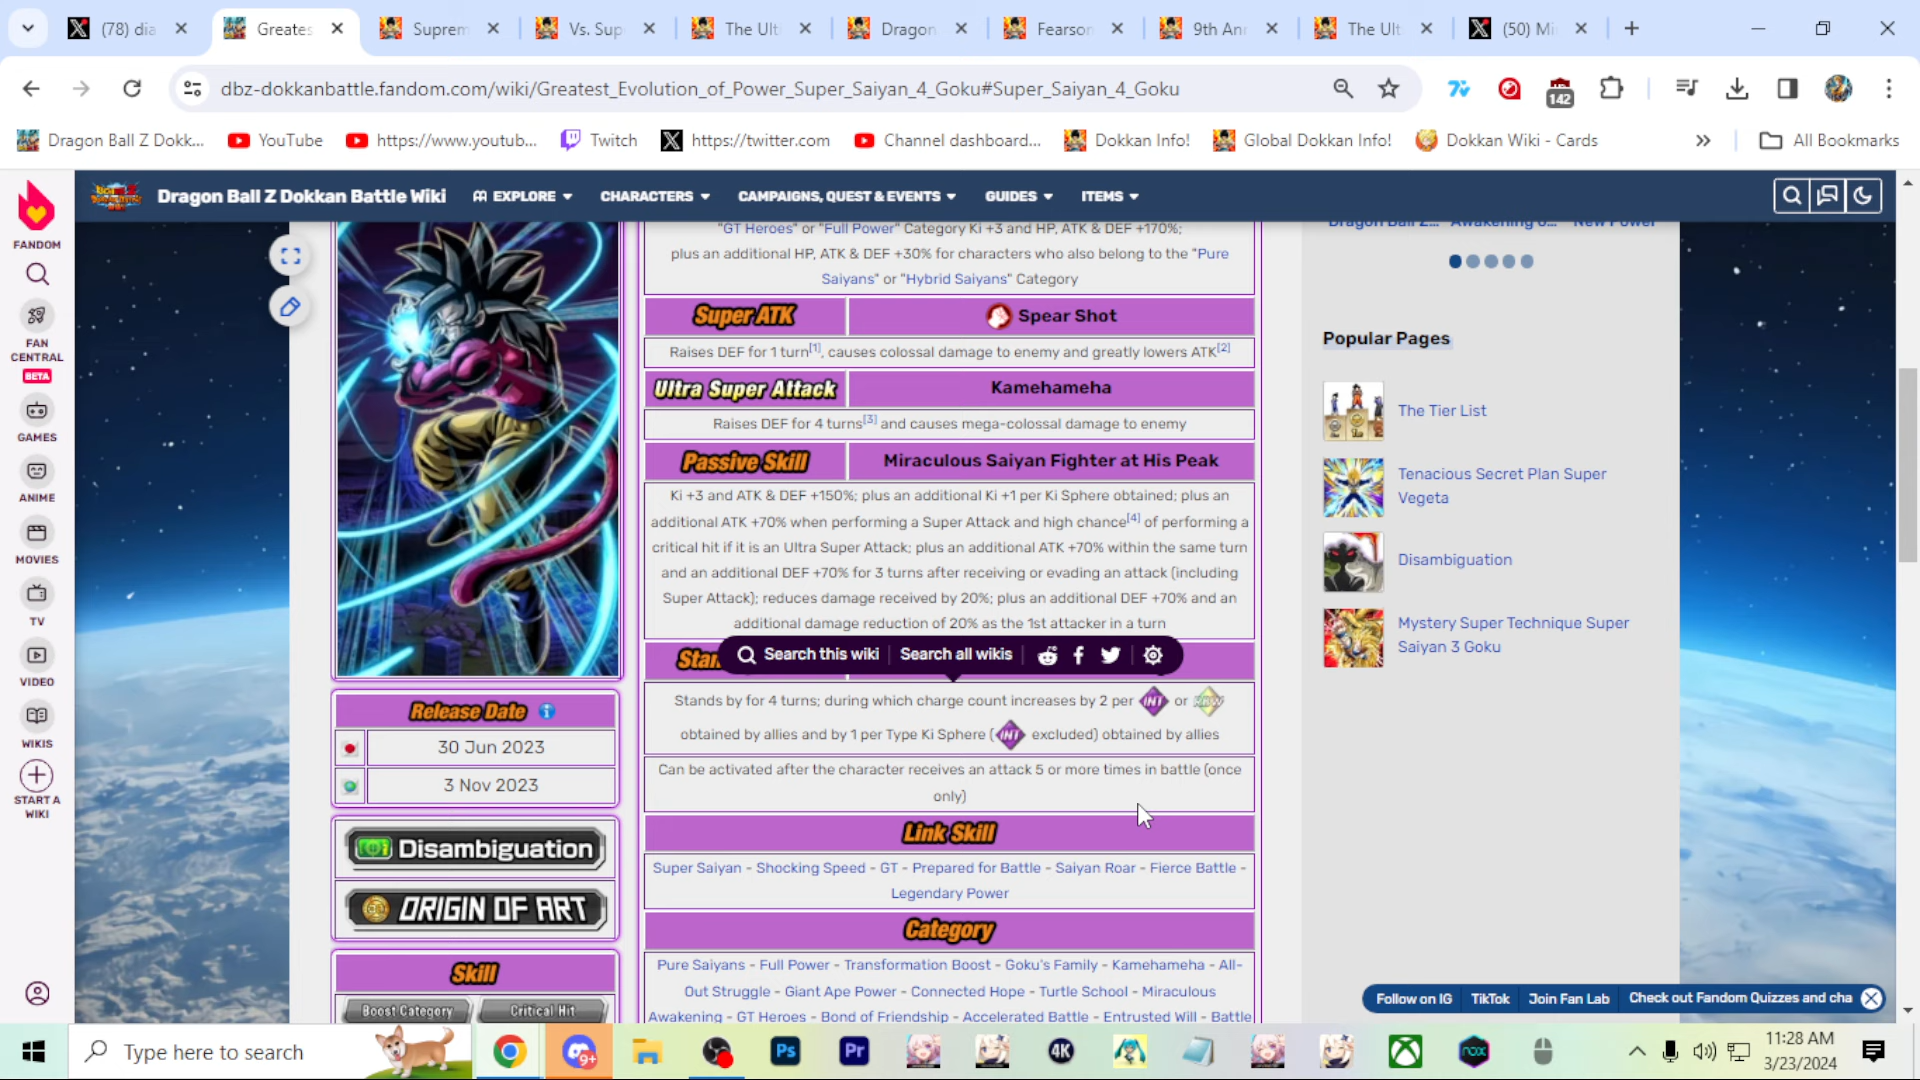 (78) dia
Greates
Suprem
Vs. Sup
The Ult
Dragon
Fearson
9th Ann
The Ult
(50) Mi
dbz-dokkanbattle.fandom.com/wiki/Greatest_Evolution_of_Power_Super_Saiyan_4_Goku#Super_Saiyan_4_Goku
142
Dragon Ball Z Dokk...
YouTube
https://www.youtub...
Twitch
https://twitter.com
Channel dashboard...
Dokkan Info!
Global Dokkan Info!
Dokkan Wiki - Cards
All Bookmarks
Dragon Ball Z Dokkan Battle Wiki
EXPLORE
CHARACTERS
CAMPAIGNS, QUEST & EVENTS
GUIDES
ITEMS
FANDOM
FAN CENTRAL
BETA
GAMES
ANIME
MOVIES
TV
VIDEO
WIKIS
START A WIKI
"GT Heroes" or "Full Power" Category Ki +3 and HP, ATK & DEF +170%;
plus an additional HP, ATK & DEF +30% for characters who also belong to the "Pure
Saiyans" or "Hybrid Saiyans" Category
Super ATK
Spear Shot
Raises DEF for 1 turn[1], causes colossal damage to enemy and greatly lowers ATK[2]
Ultra Super Attack
Kamehameha
Raises DEF for 4 turns[3] and causes mega-colossal damage to enemy
Passive Skill
Miraculous Saiyan Fighter at His Peak
Ki +3 and ATK & DEF +150%; plus an additional Ki +1 per Ki Sphere obtained; plus an
additional ATK +70% when performing a Super Attack and high chance[4] of performing a
critical hit if it is an Ultra Super Attack; plus an additional ATK +70% within the same turn
and an additional DEF +70% for 3 turns after receiving or evading an attack (including
Super Attack); reduces damage received by 20%; plus an additional DEF +70% and an
additional damage reduction of 20% as the 1st attacker in a turn
Stan
Search this wiki
Search all wikis
Stands by for 4 turns; during which charge count increases by 2 per INT or
obtained by allies and by 1 per Type Ki Sphere (INT excluded) obtained by allies
Can be activated after the character receives an attack 5 or more times in battle (once
only)
Link Skill
Super Saiyan - Shocking Speed - GT - Prepared for Battle - Saiyan Roar - Fierce Battle -
Legendary Power
Category
Pure Saiyans - Full Power - Transformation Boost - Goku's Family - Kamehameha - All-
Out Struggle - Giant Ape Power - Connected Hope - Turtle School - Miraculous
Awakening - GT Heroes - Bond of Friendship - Accelerated Battle - Entrusted Will - Battle
Release Date
30 Jun 2023
3 Nov 2023
Disambiguation
ORIGIN OF ART
Skill
Boost Category
Critical Hit
Dragon Ball Z...
Awakening o...
New Power
Popular Pages
The Tier List
Tenacious Secret Plan Super
Vegeta
Disambiguation
Mystery Super Technique Super
Saiyan 3 Goku
Follow on IG
TikTok
Join Fan Lab
Check out Fandom Quizzes and cha
Type here to search
9+
Ps
Pr
4K
nox
11:28 AM
3/23/2024